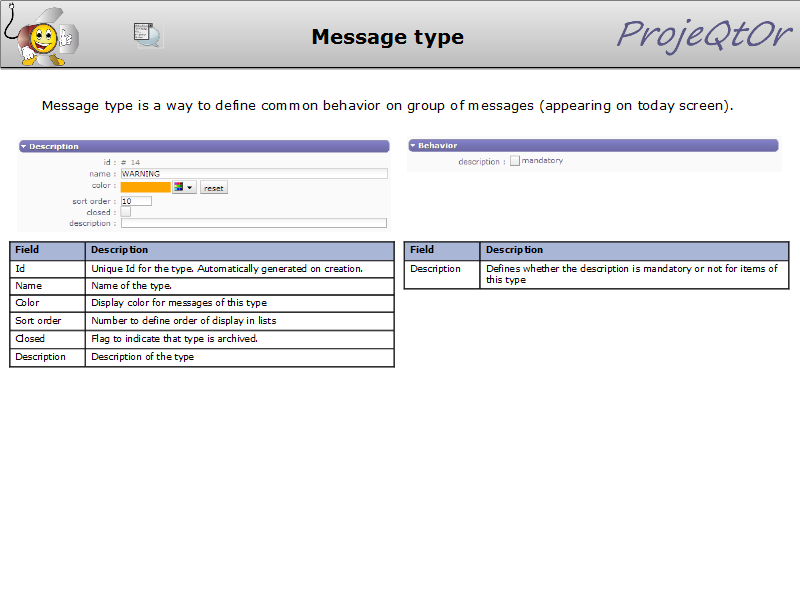 Message type
ProjeQtOr
Message type is a way to define common behavior on group of messages (appearing on today screen).
Description
id : # 14
name : WARNING
color : reset
sort order : 10
closed :
description :
Behavior
description : mandatory
Field Description
Id Unique Id for the type. Automatically generated on creation.
Name Name of the type.
Color Display color for messages of this type
Sort order Number to define order of display in lists
Closed Flag to indicate that type is archived.
Description Description of the type
Field Description
Description Defines whether the description is mandatory or not for items of
this type